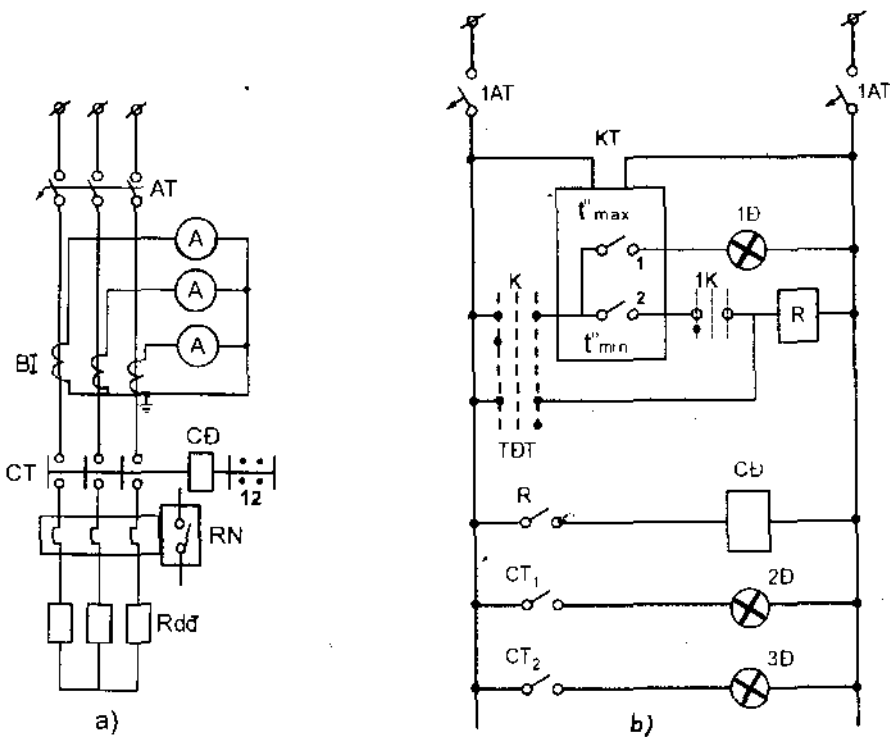 AT
A
A
A
BI
CĐ
CT
12
RN
Rdđ
a)
1AT
1AT
KT
t°max
1Đ
1
K
2
1K
R
t°min
TĐT
R
CĐ
CT1
2Đ
CT2
3Đ
b)